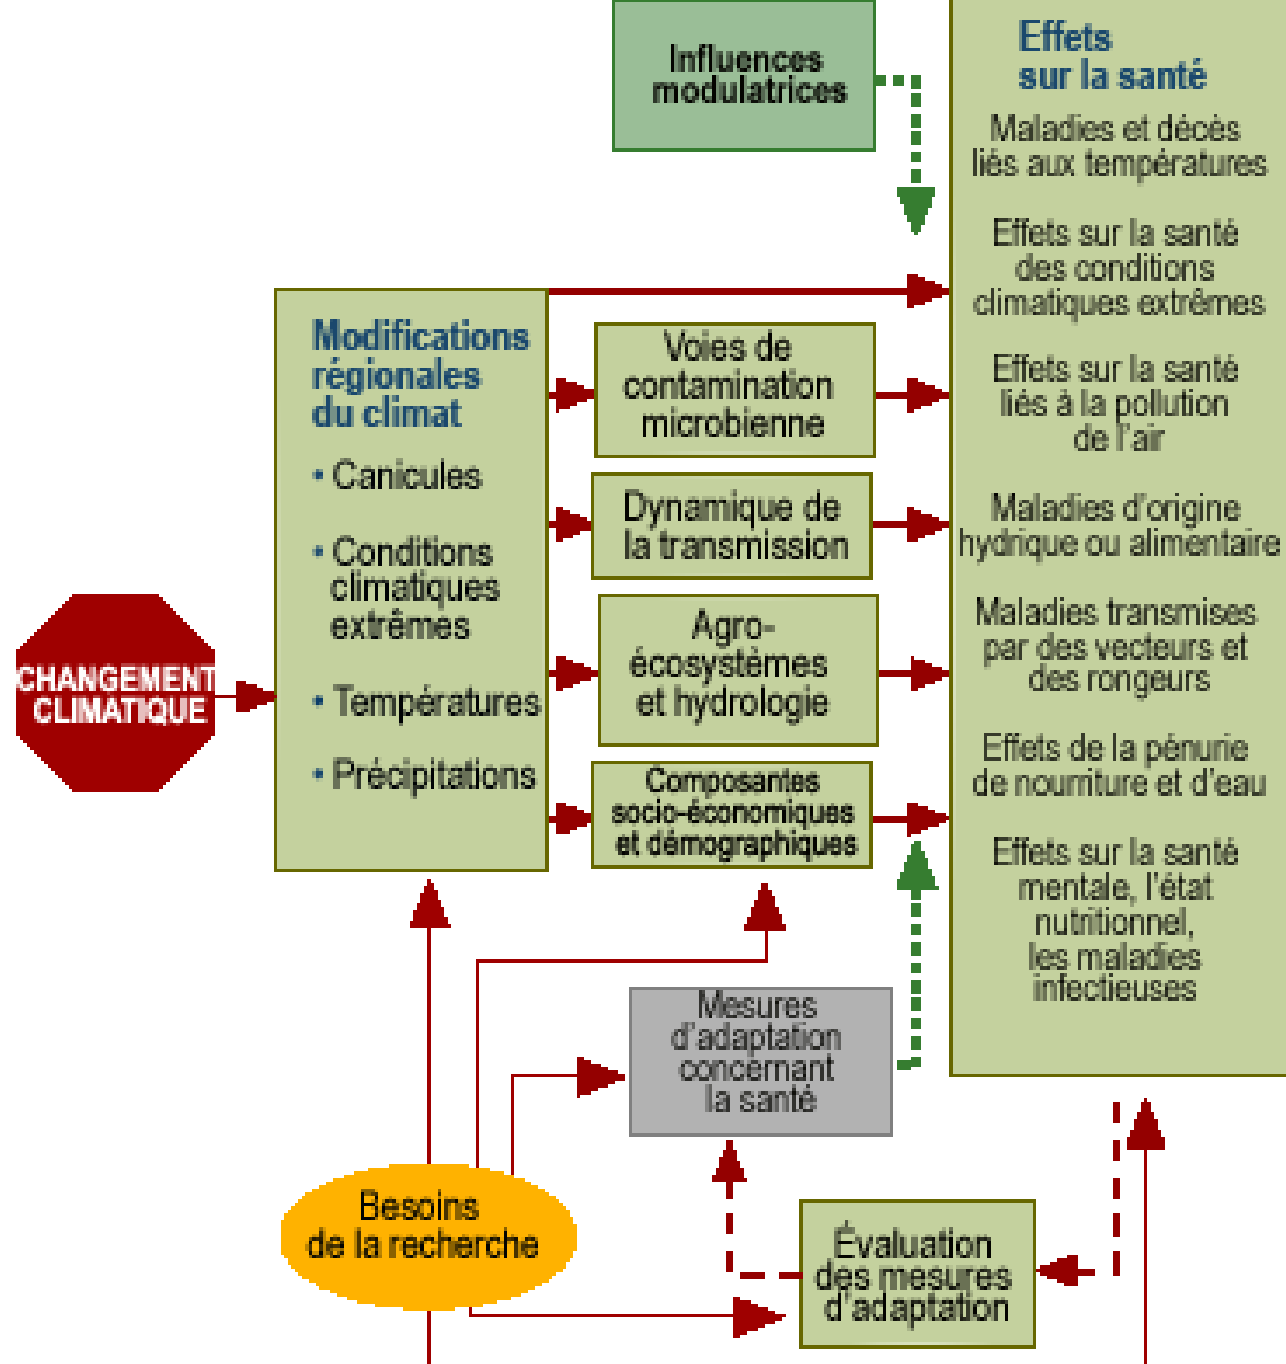 Influences
modulatrices
Effets
sur la santé
Maladies et décès
liés aux températures
Effets sur la santé
des conditions
climatiques extrêmes
Effets sur la santé
liés à la pollution
de l'air
Maladies d'origine
hydrique ou alimentaire
Maladies transmises
par des vecteurs et
des rongeurs
Effets de la pénurie
de nourriture et d'eau
Effets sur la santé
mentale, l'état
nutritionnel,
les maladies
infectieuses
Modifications
régionales
du climat
• Canicules
• Conditions
climatiques
extrêmes
• Températures
• Précipitations
Voies de
contamination
microbienne
Dynamique de
la transmission
Agro-
écosystèmes
et hydrologie
Composantes
socio-économiques
et démographiques
CHANGEMENT
CLIMATIQUE
Mesures
d'adaptation
concernant
la santé
Besoins
de la recherche
Évaluation
des mesures
d'adaptation